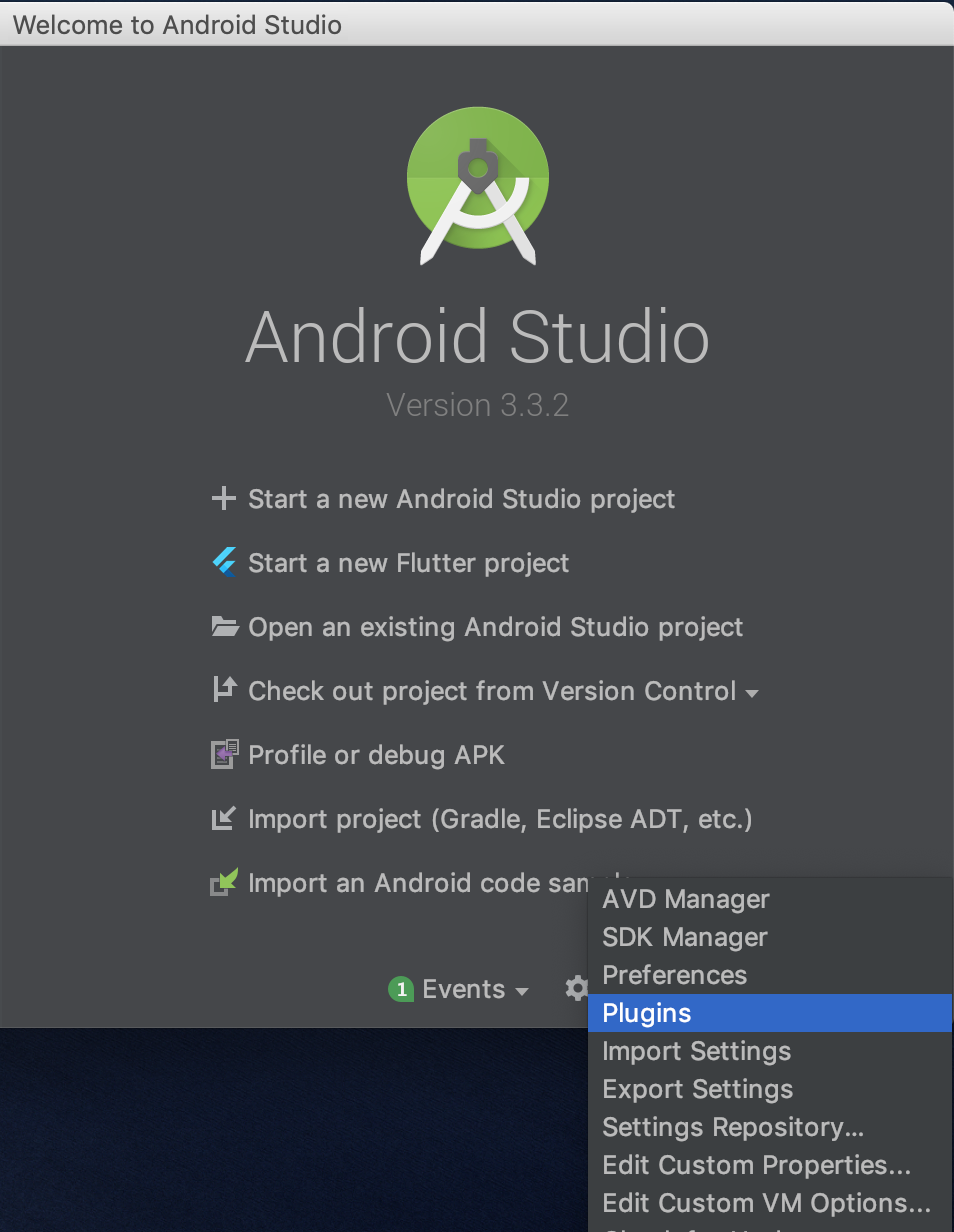 Welcome to Android Studio
Android Studio
Version 3.3.2
Start a new Android Studio project
Start a new Flutter project
Open an existing Android Studio project
Check out project from Version Control
Profile or debug APK
Import project (Gradle, Eclipse ADT, etc.)
Import an Android code
1 Events
AVD Manager
SDK Manager
Preferences
Plugins
Import Settings
Export Settings
Settings Repository...
Edit Custom Properties...
Edit Custom VM Options...